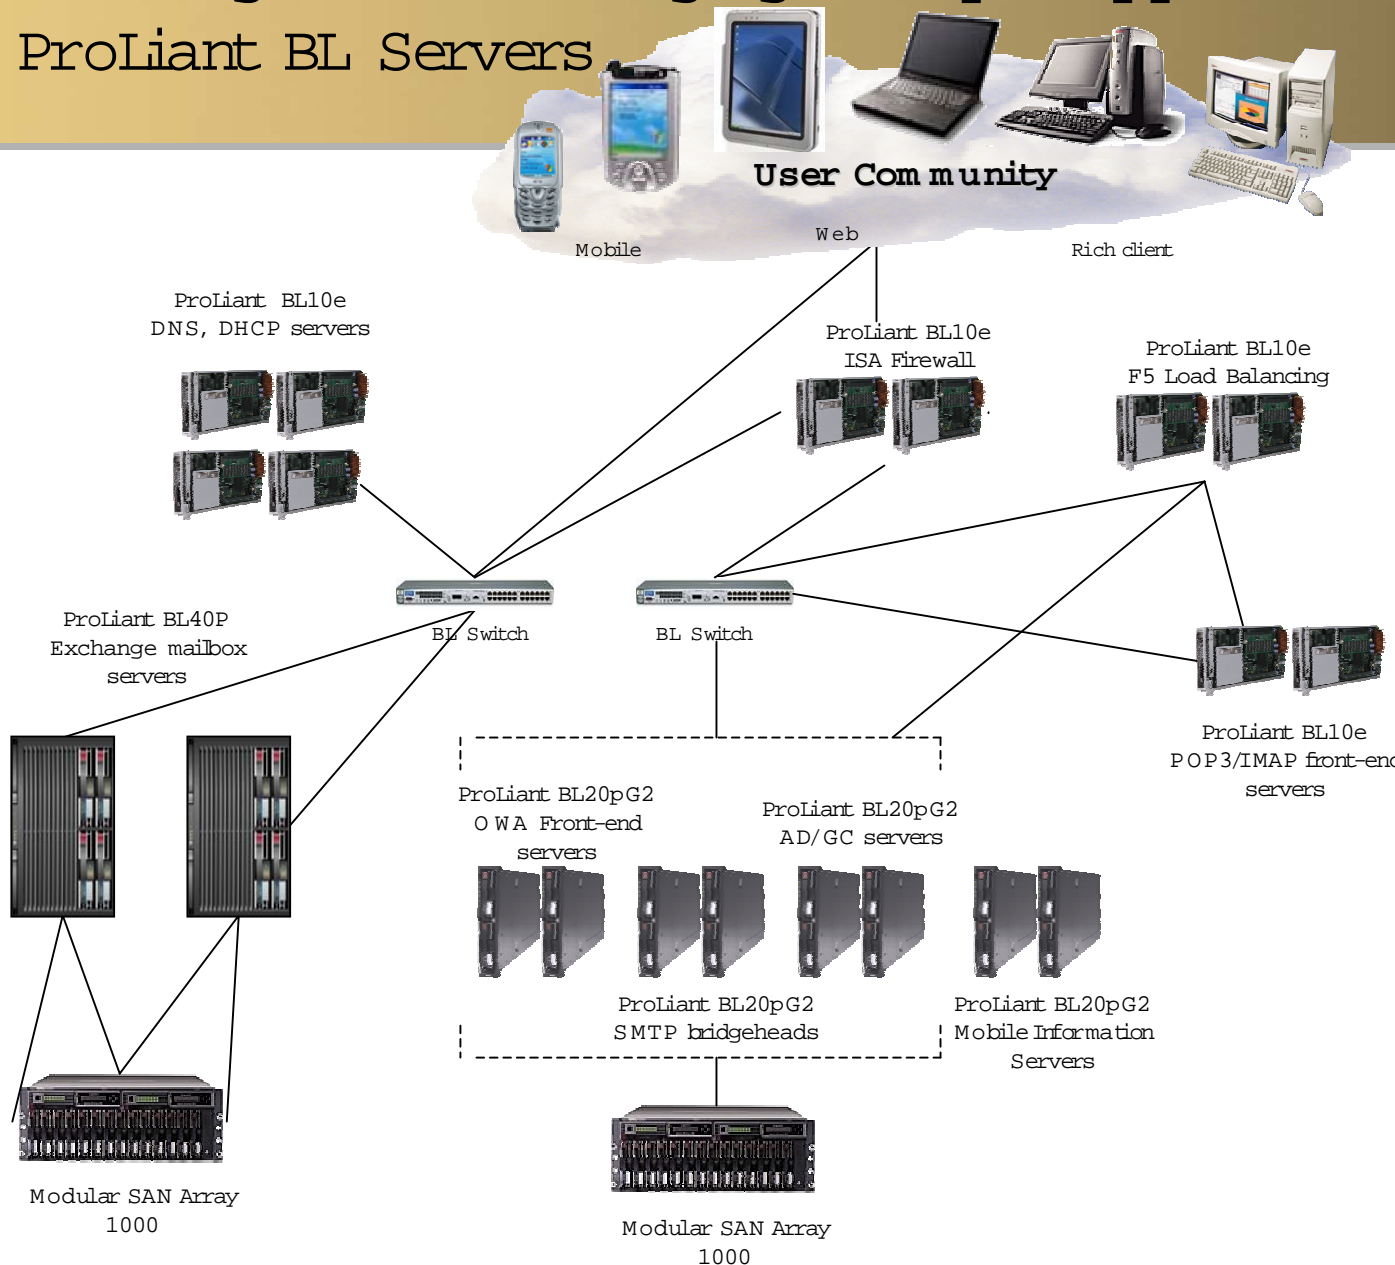 ProLiant BL Servers
User Community
Mobile
Web
Rich client
ProLiant BL10e
DNS, DHCP servers
ProLiant BL10e
ISA Firewall
ProLiant BL10e
F5 Load Balancing
ProLiant BL40P
Exchange mailbox
servers
BL Switch
BL Switch
ProLiant BL10e
POP3/IMAP front-end
servers
ProLiant BL20pG2
OWA Front-end
servers
ProLiant BL20pG2
AD/GC servers
ProLiant BL20pG2
SMTP bridgeheads
ProLiant BL20pG2
Mobile Information
Servers
Modular SAN Array
1000
Modular SAN Array
1000